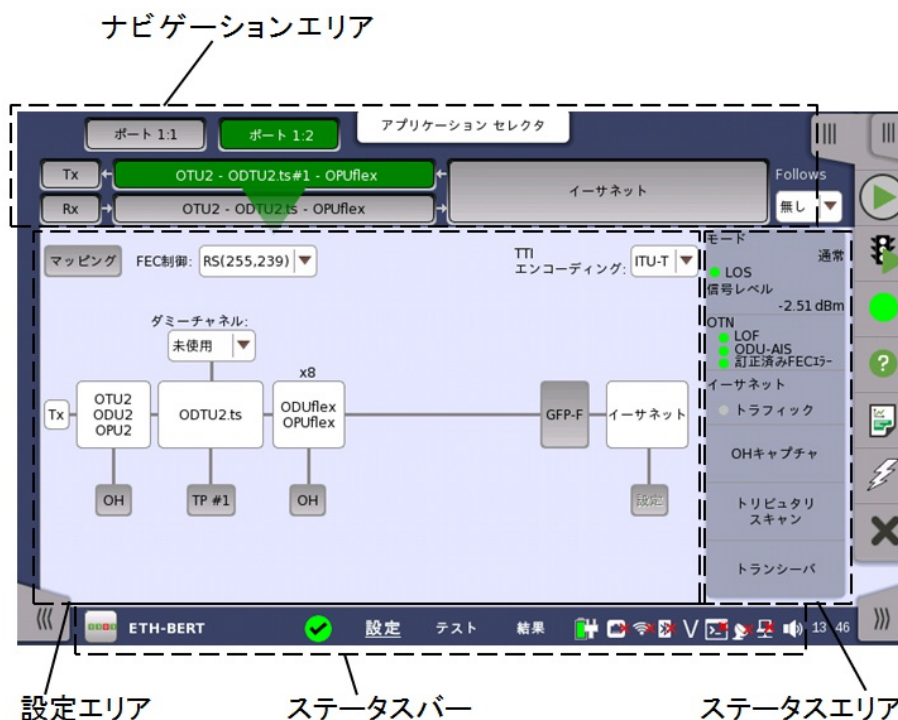 ナビゲーションエリア
ポート 1:1
ポート 1:2
アプリケーション セレクタ
Tx
OTU2 - ODTU2.ts#1 - OPUflex
イーサネット
Follows
Rx
OTU2 - ODTU2.ts - OPUflex
無し
マッピング
FEC制御:
RS(255,239)
TTI
エンコーディング:
ITU-T
モード
通常
LOS
信号レベル
-2.51 dBm
OTN
LOF
ODU-AIS
訂正済みFECエラー
イーサネット
トラフィック
OHキャプチャ
トリビュタリ
スキャン
トランシーバ
ダミーチャネル:
未使用
x8
Tx
OTU2
ODU2
OPU2
ODTU2.ts
ODUflex
OPUflex
GFP-F
イーサネット
OH
TP #1
OH
設定
ETH-BERT
設定
テスト
結果
13 46
設定エリア
ステータスバー
ステータスエリア